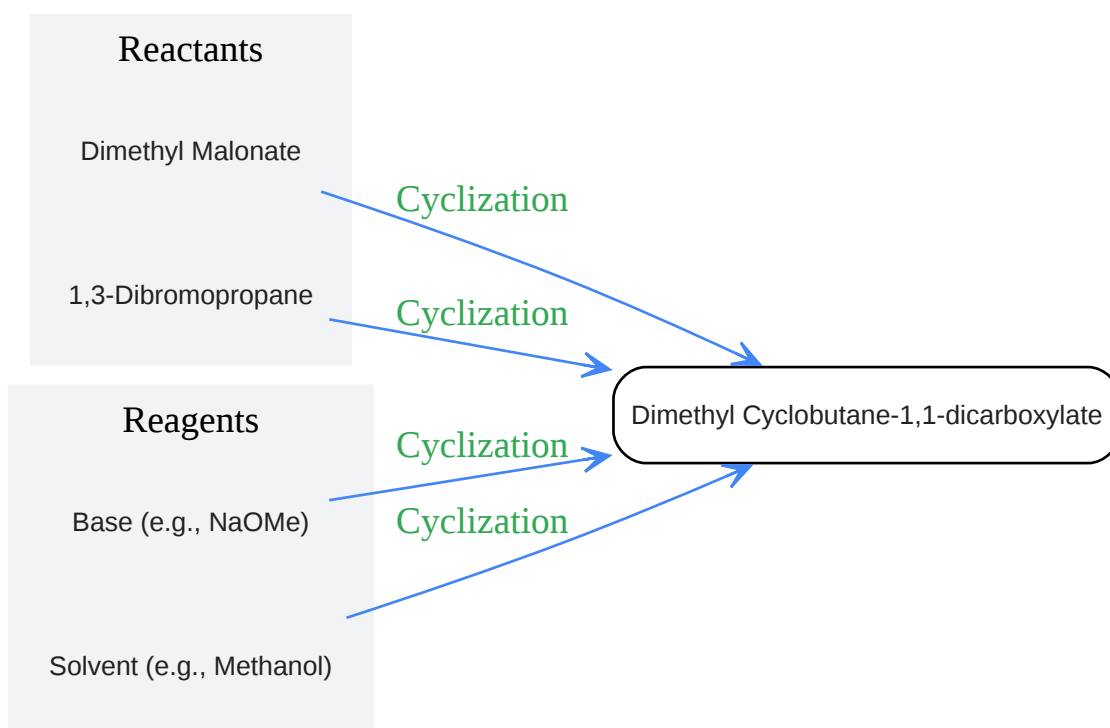 Reactants
Dimethyl Malonate
Cyclization
1,3-Dibromopropane
Cyclization
Dimethyl Cyclobutane-1,1-dicarboxylate
Reagents
Cyclization
Base (e.g., NaOMe)
Cyclization
Solvent (e.g., Methanol)